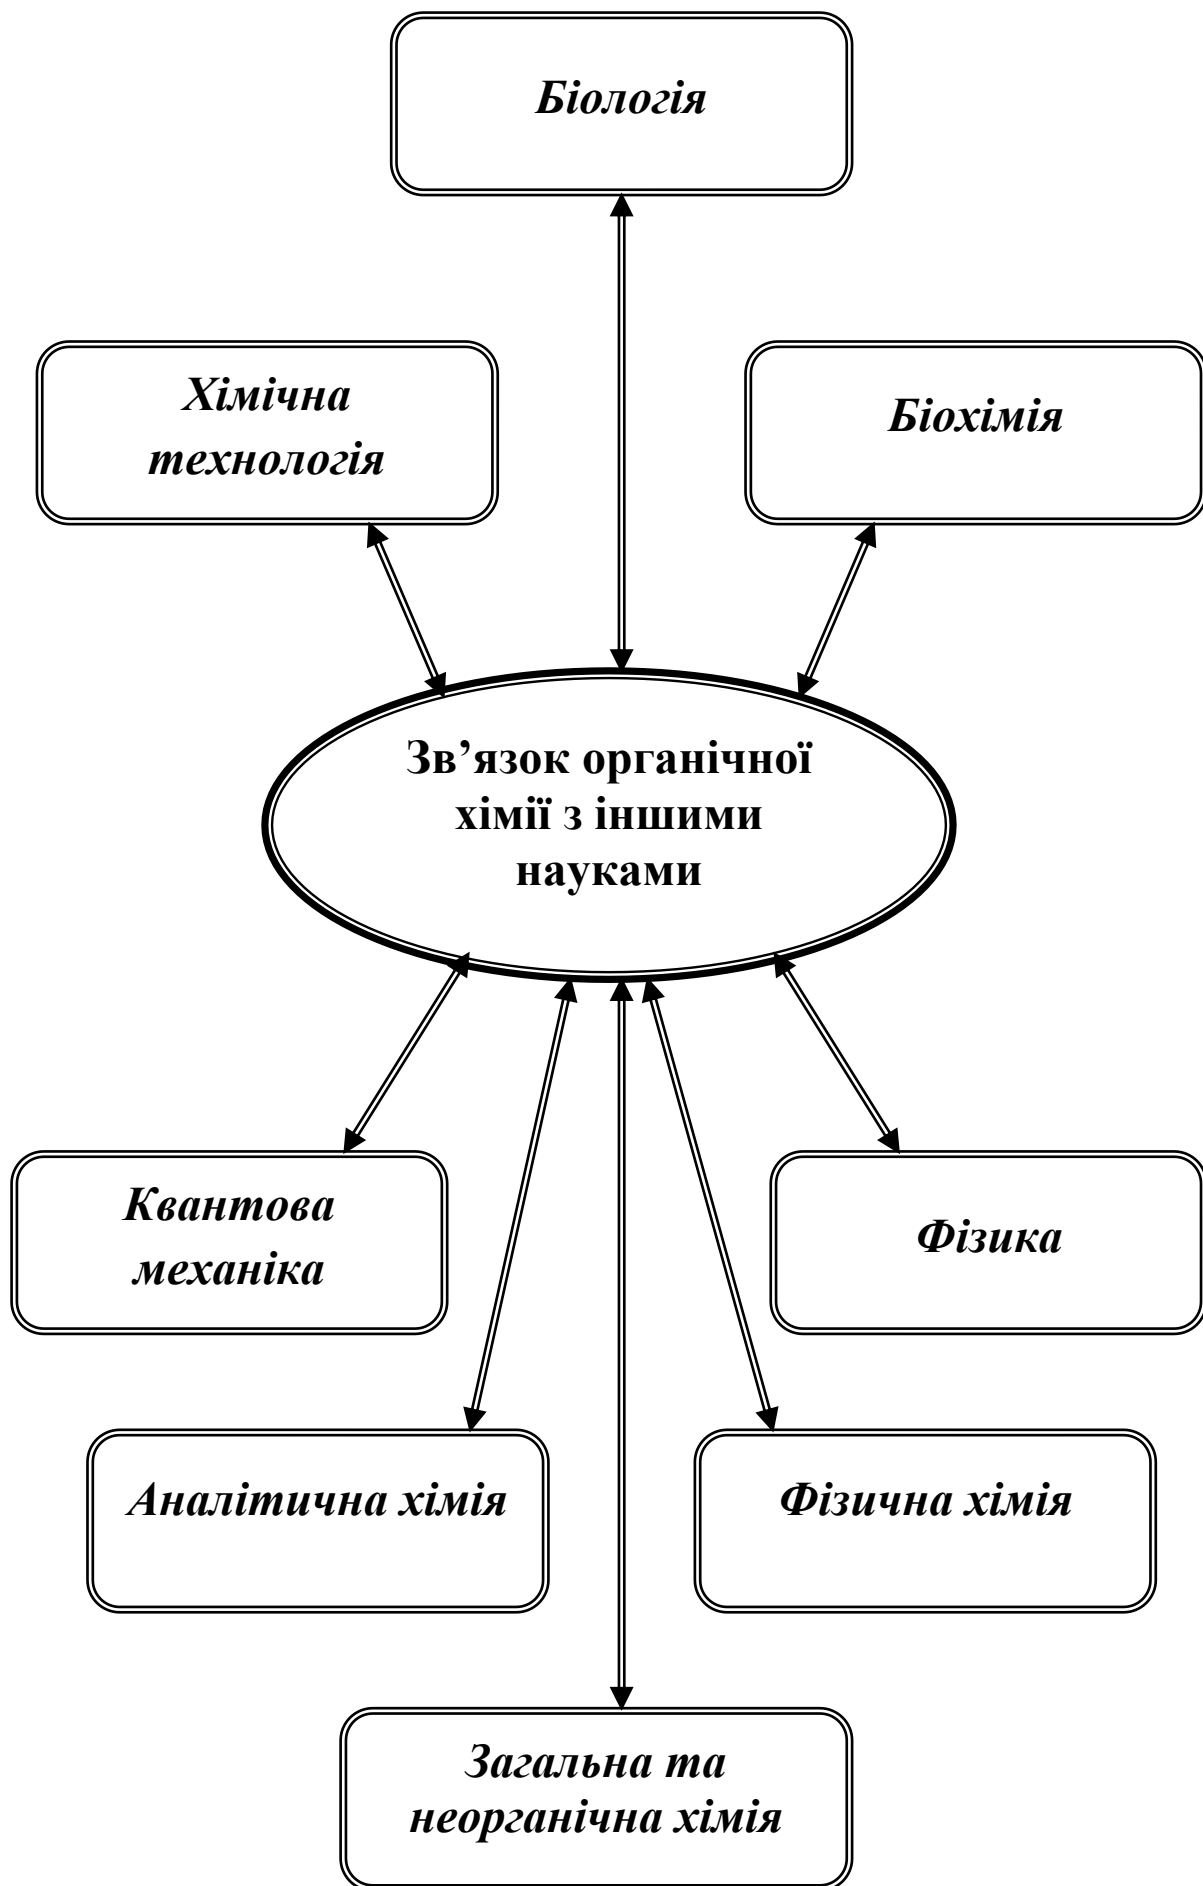 Біологія
Хімічна
технологія
Біохімія
Зв’язок органічної
хімії з іншими
науками
Квантова
механіка
Фізика
Аналітична хімія
Фізична хімія
Загальна та
неорганічна хімія